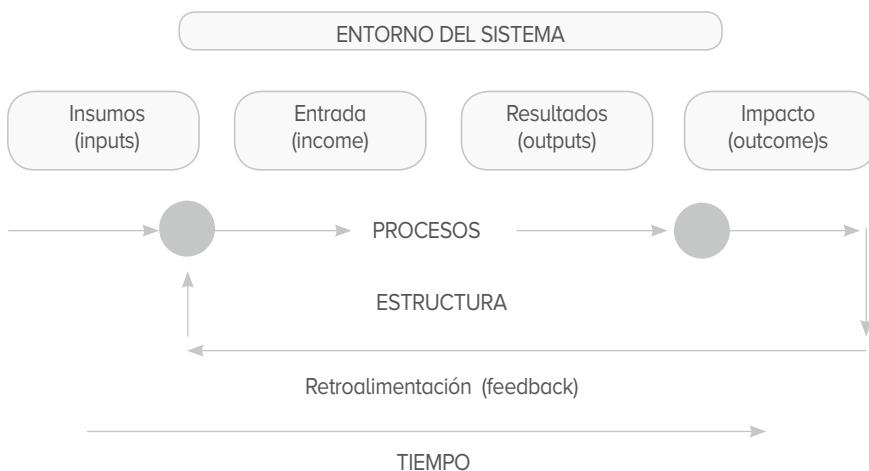 ENTORNO DEL SISTEMA
Insumos
(inputs)
Entrada
(income)
Resultados
(outputs)
Impacto
(outcome)s
PROCESOS
ESTRUCTURA
Retroalimentación (feedback)
TIEMPO